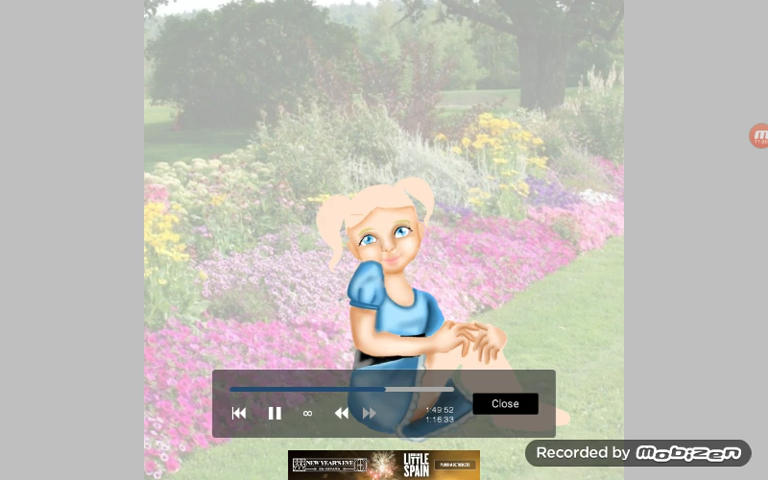 1:49:52
1:16:33
Close
NEW YEAR'S EVE
LITTLE
SPAIN
Recorded by MOBIZEN